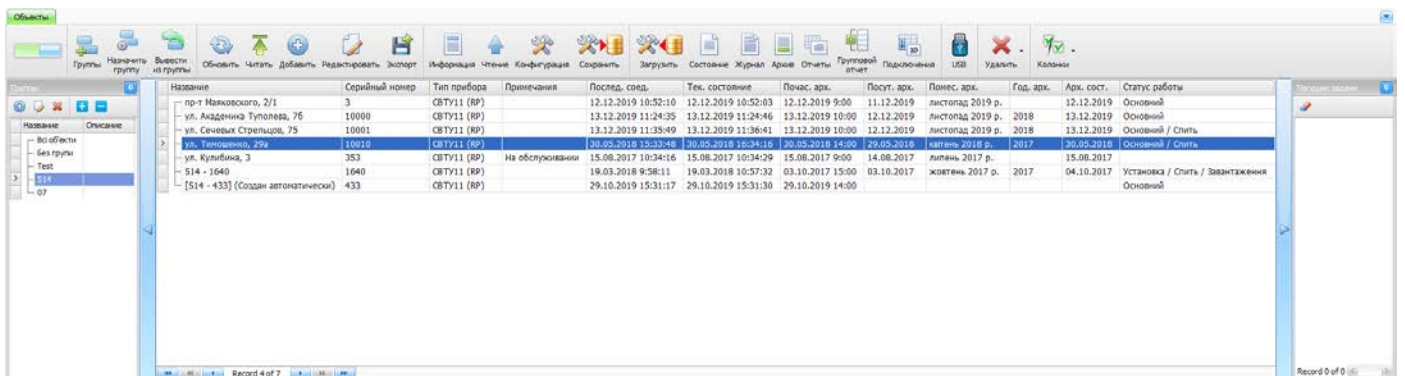 Объекты
Группы Назначить группу Вывести из группы Обновить Читать Добавить Редактировать Экспорт Информация Чтение Конфигурация Сохранить Загрузить Состояние Журнал Архив Отчеты Групповой отчет Подключения USB Удалить Колонки
Название Серийный номер Тип прибора Примечания Послед. соед. Тек. состояние Почас. арх. Посут. арх. Помес. арх. Год. арх. Арх. сост. Статус работы
пр-т Маяковского, 2/1 3 СВТУ11 (RP) 12.12.2019 10:52:10 12.12.2019 10:52:03 12.12.2019 9:00 11.12.2019 листопад 2019 р. 12.12.2019 Основний
ул. Академика Туполева, 7б 10000 СВТУ11 (RP) 13.12.2019 11:24:35 13.12.2019 11:24:46 13.12.2019 10:00 12.12.2019 листопад 2019 р. 2018 13.12.2019 Основний
ул. Сечевых Стрельцов, 75 10001 СВТУ11 (RP) 13.12.2019 11:35:49 13.12.2019 11:36:41 13.12.2019 10:00 12.12.2019 листопад 2019 р. 2018 13.12.2019 Основний / Спить
ул. Тимошенко, 29а 10010 СВТУ11 (RP) 30.05.2018 15:33:48 30.05.2018 16:34:16 30.05.2018 14:00 29.05.2018 квітень 2018 р. 2017 30.05.2018 Основний / Спить
ул. Кулибина, 3 353 СВТУ11 (RP) На обслуживании 15.08.2017 10:34:16 15.08.2017 10:34:29 15.08.2017 9:00 14.08.2017 липень 2017 р. 15.08.2017
514 - 1640 1640 СВТУ11 (RP) 19.03.2018 9:58:11 19.03.2018 10:57:32 03.10.2017 15:00 03.10.2017 жовтень 2017 р. 2017 04.10.2017 Установка / Спить / Завантаження
[514 - 433] (Создан автоматически) 433 СВТУ11 (RP) 29.10.2019 15:31:17 29.10.2019 15:31:30 29.10.2019 14:00 Основний
Название Описание
Всі об'єкти
Без групи
Test
514
07
Record 4 of 7
Record 0 of 0